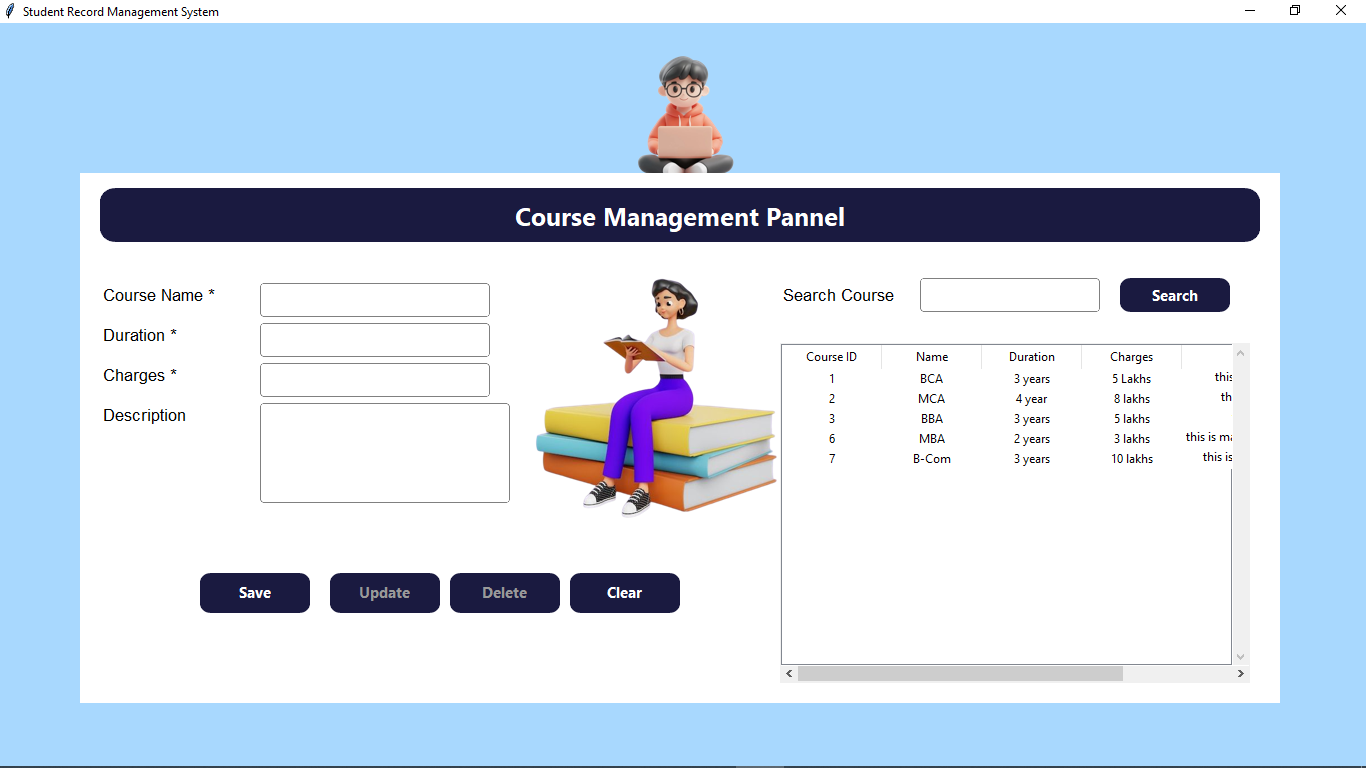 Student Record Management System
Course Management Pannel
Course Name *
Duration *
Charges *
Description
Save Update Delete Clear
Search Course Search
Course ID Name Duration Charges
1 BCA 3 years 5 Lakhs this
2 MCA 4 year 8 lakhs th
3 BBA 3 years 5 lakhs
6 MBA 2 years 3 lakhs this is ma
7 B-Com 3 years 10 lakhs this is